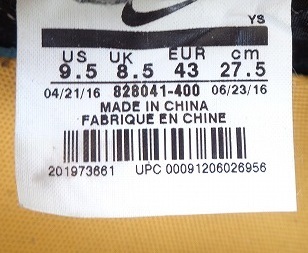 YS
US UK EUR cm
9.5 8.5 43 27.5
04/21/16 828041-400 06/23/16
MADE IN CHINA
FABRIQUE EN CHINE
201973661 UPC 00091206026956